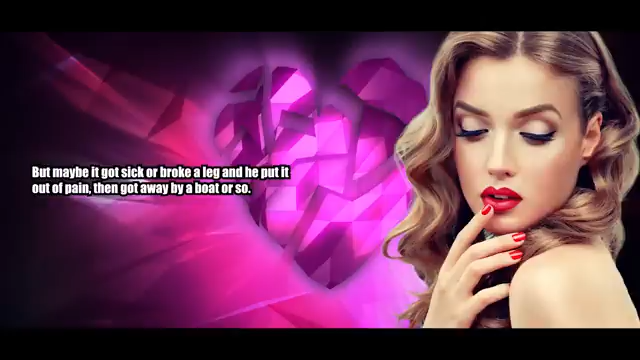 But maybe it got sick or broke a leg and he put it
out of pain, then got away by a boat or so.